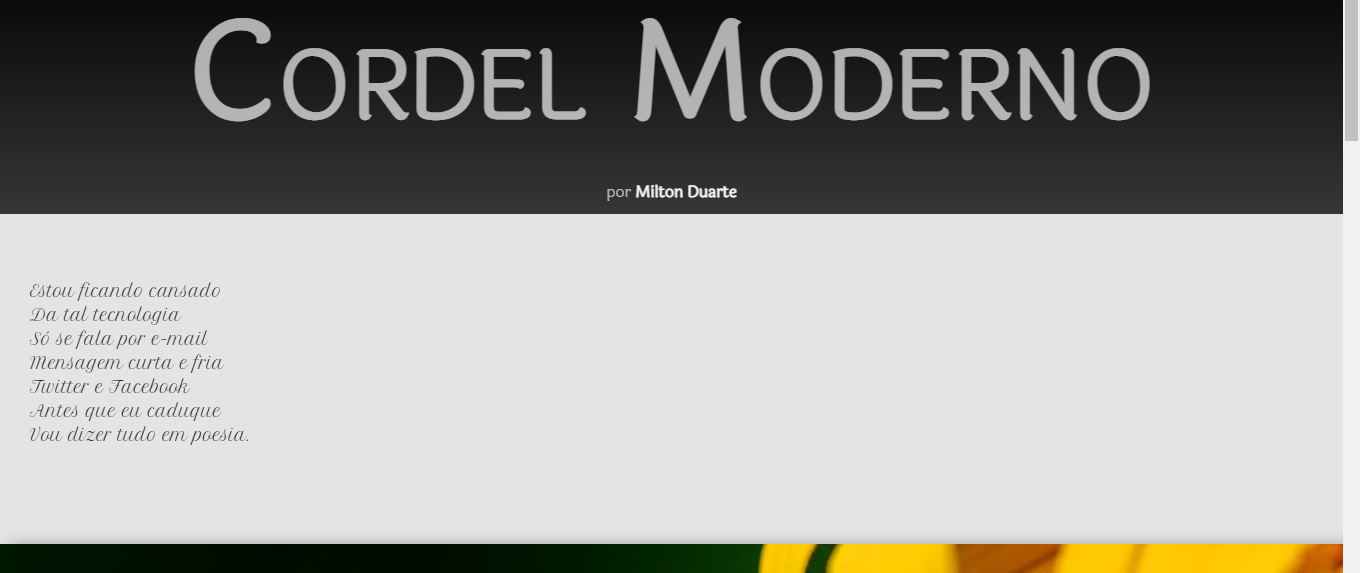 Cordel Moderno
por Milton Duarte
Estou ficando cansado
Da tal tecnologia
Só se fala por e-mail
Mensagem curta e fria
Twitter e Facebook
Antes que eu caduque
Vou dizer tudo em poesia.